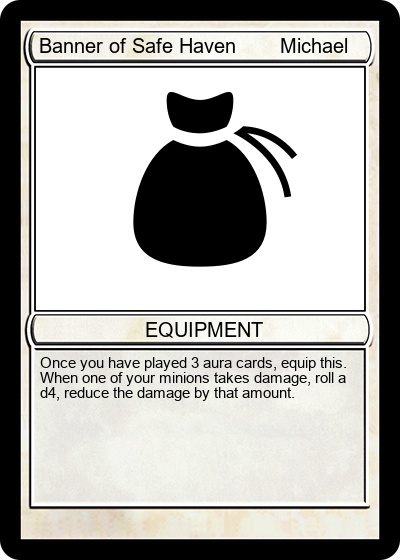 Banner of Safe Haven Michael
EQUIPMENT
Once you have played 3 aura cards, equip this.
When one of your minions takes damage, roll a
d4, reduce the damage by that amount.